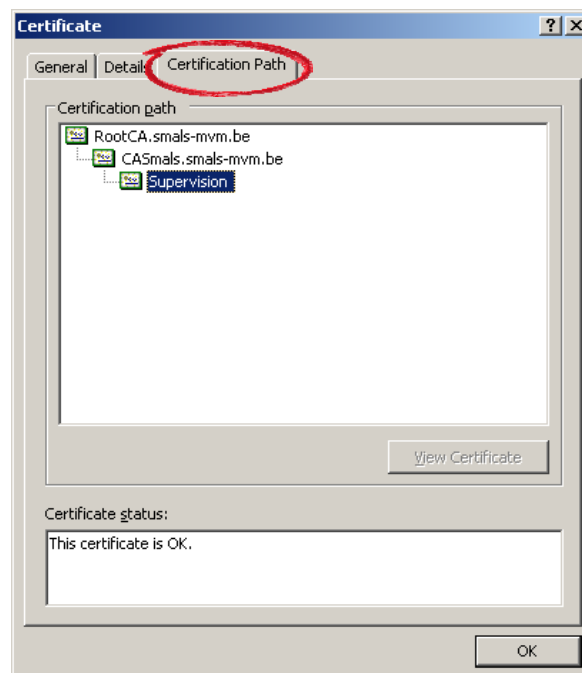 Certificate
General
Details
Certification Path
Certification path
RootCA.smals-mvm.be
CASmals.smals-mvm.be
Supervision
View Certificate
Certificate status:
This certificate is OK.
OK